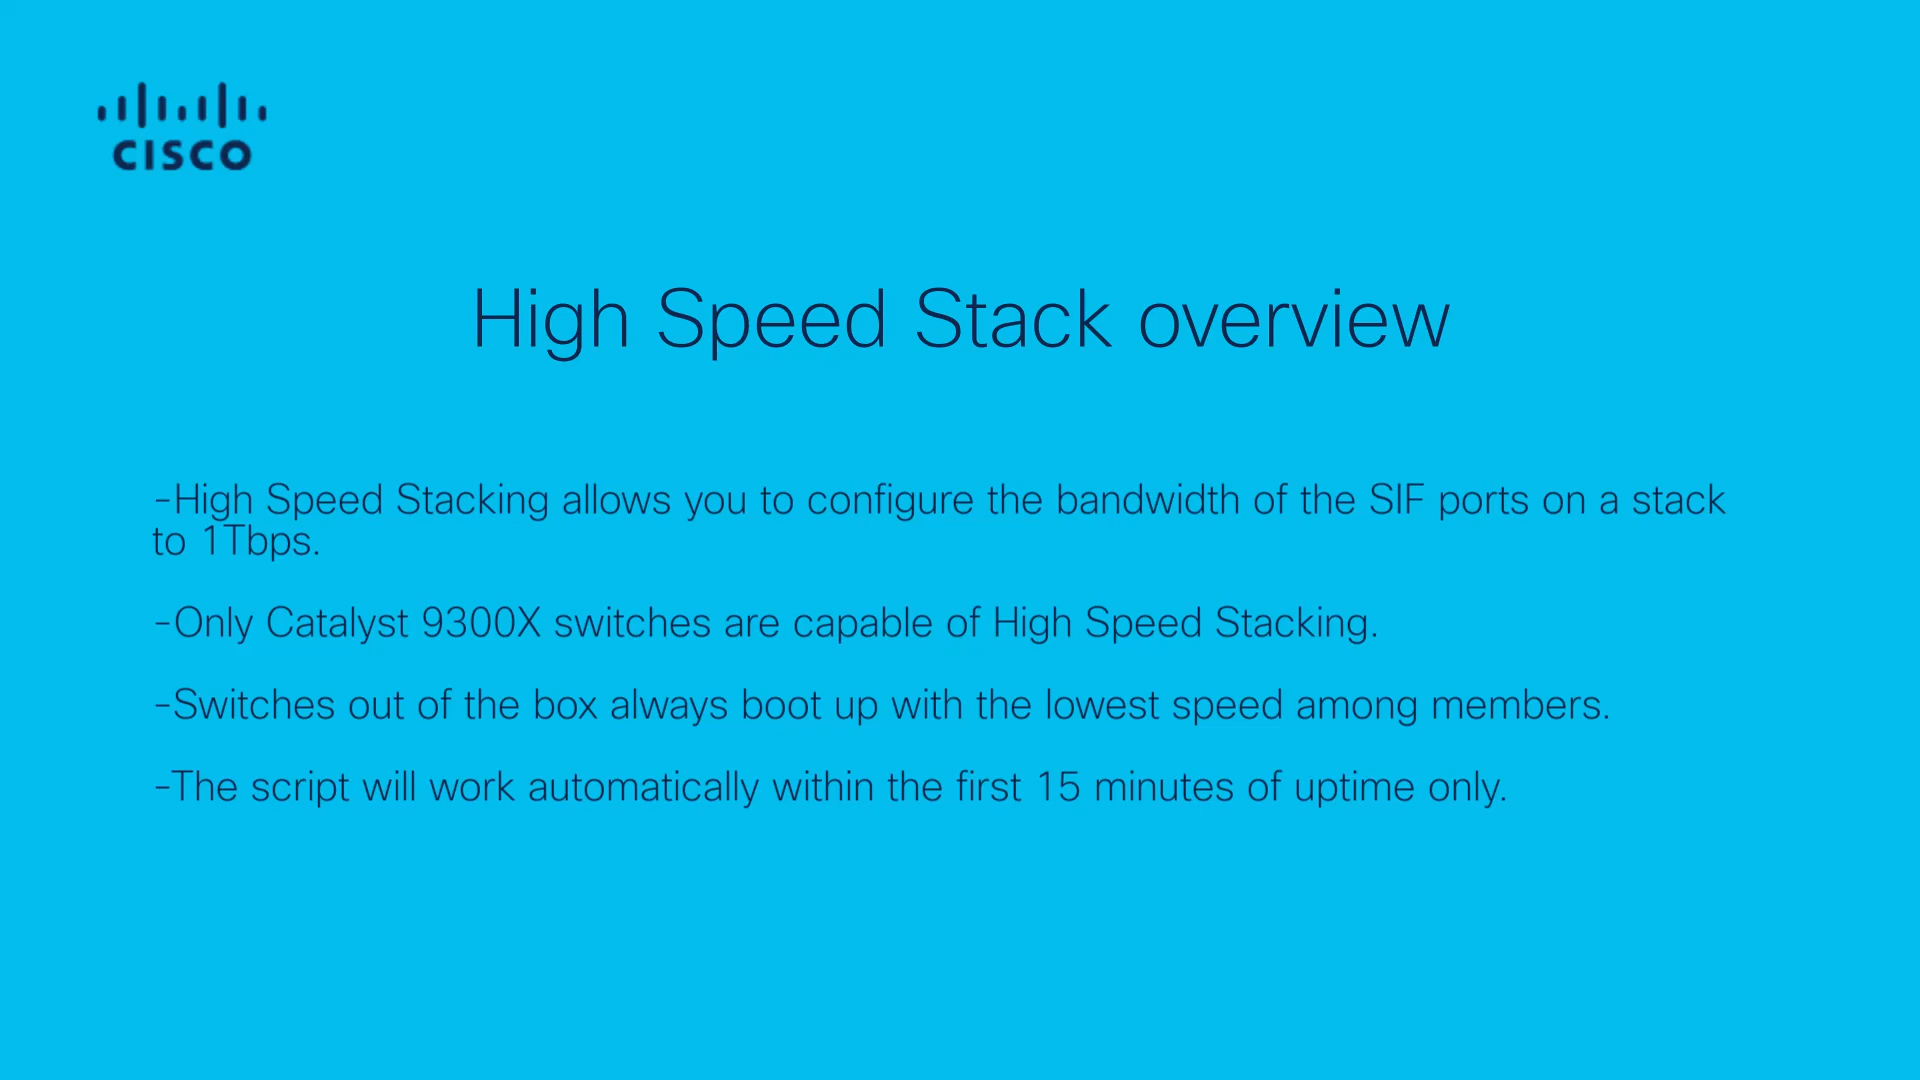 CISCO
High Speed Stack overview
-High Speed Stacking allows you to configure the bandwidth of the SIF ports on a stack
to 1Tbps.
-Only Catalyst 9300X switches are capable of High Speed Stacking.
-Switches out of the box always boot up with the lowest speed among members.
-The script will work automatically within the first 15 minutes of uptime only.